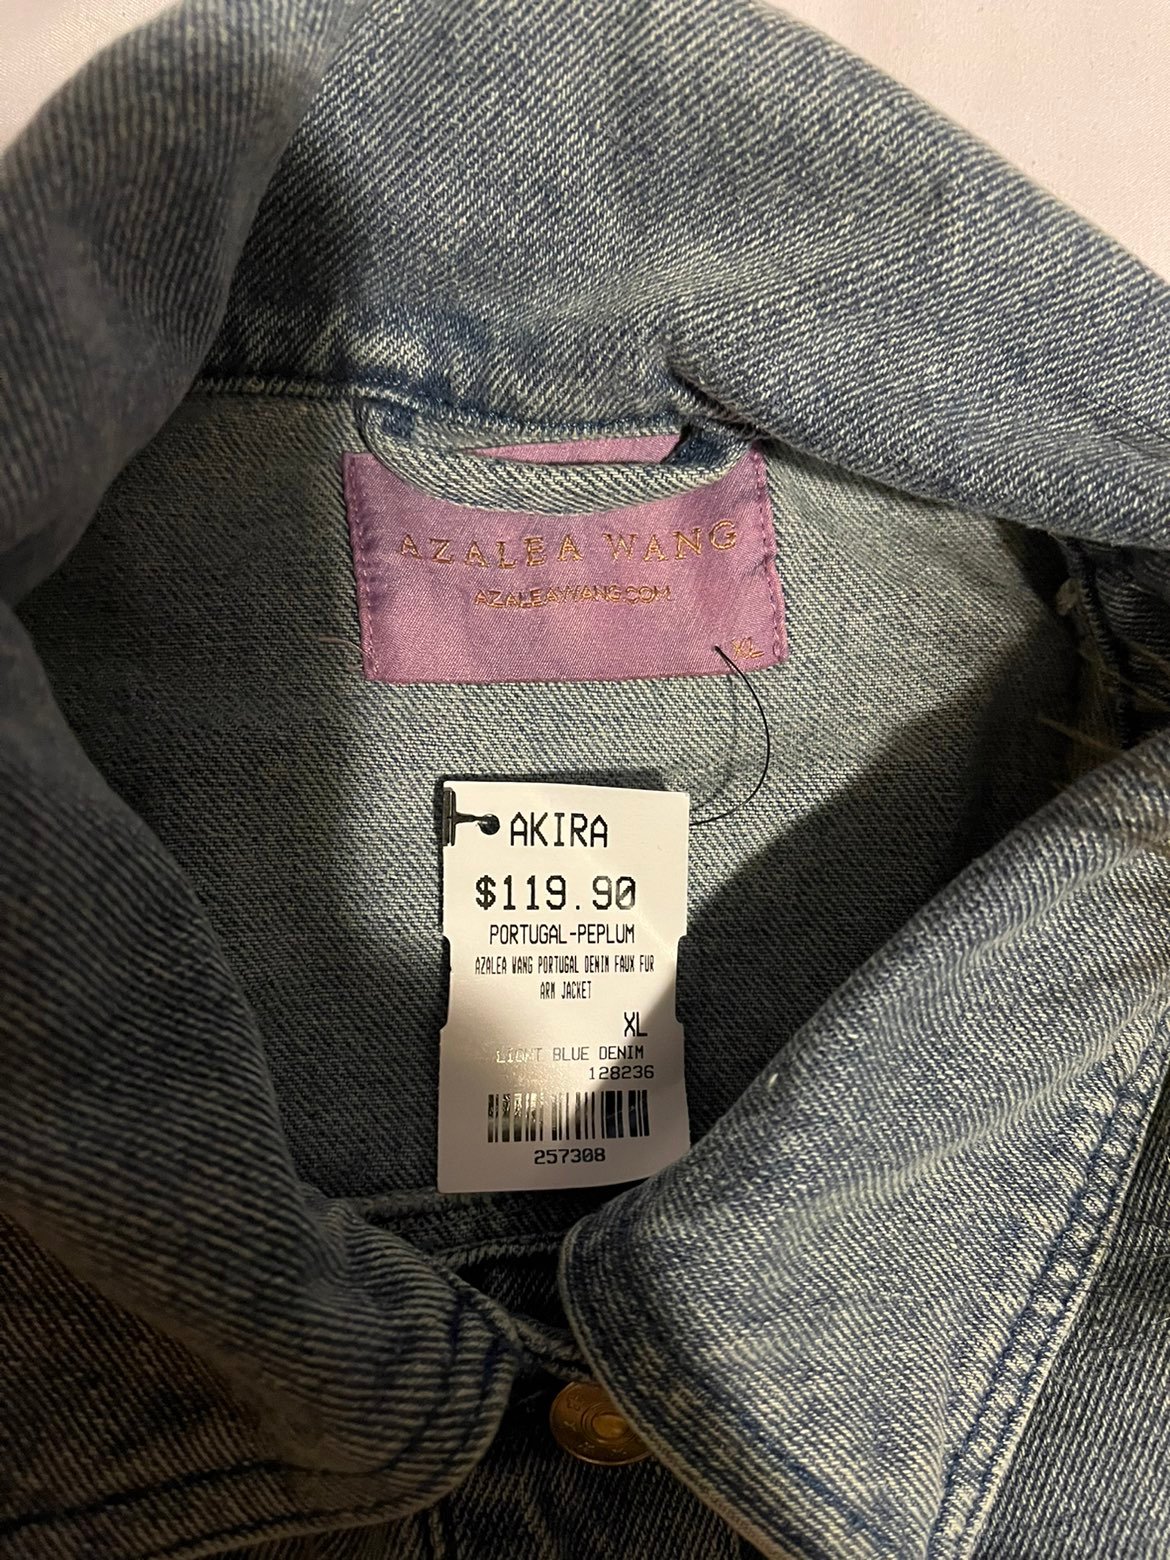 AZALEA WANG
AZALEAWANG.COM
XL
AKIRA
$119.90
PORTUGAL-PEPLUM
AZALEA WANG PORTUGAL DENIM FAUX FUR
ARM JACKET
XL
LIGHT BLUE DENIM
128236
257308